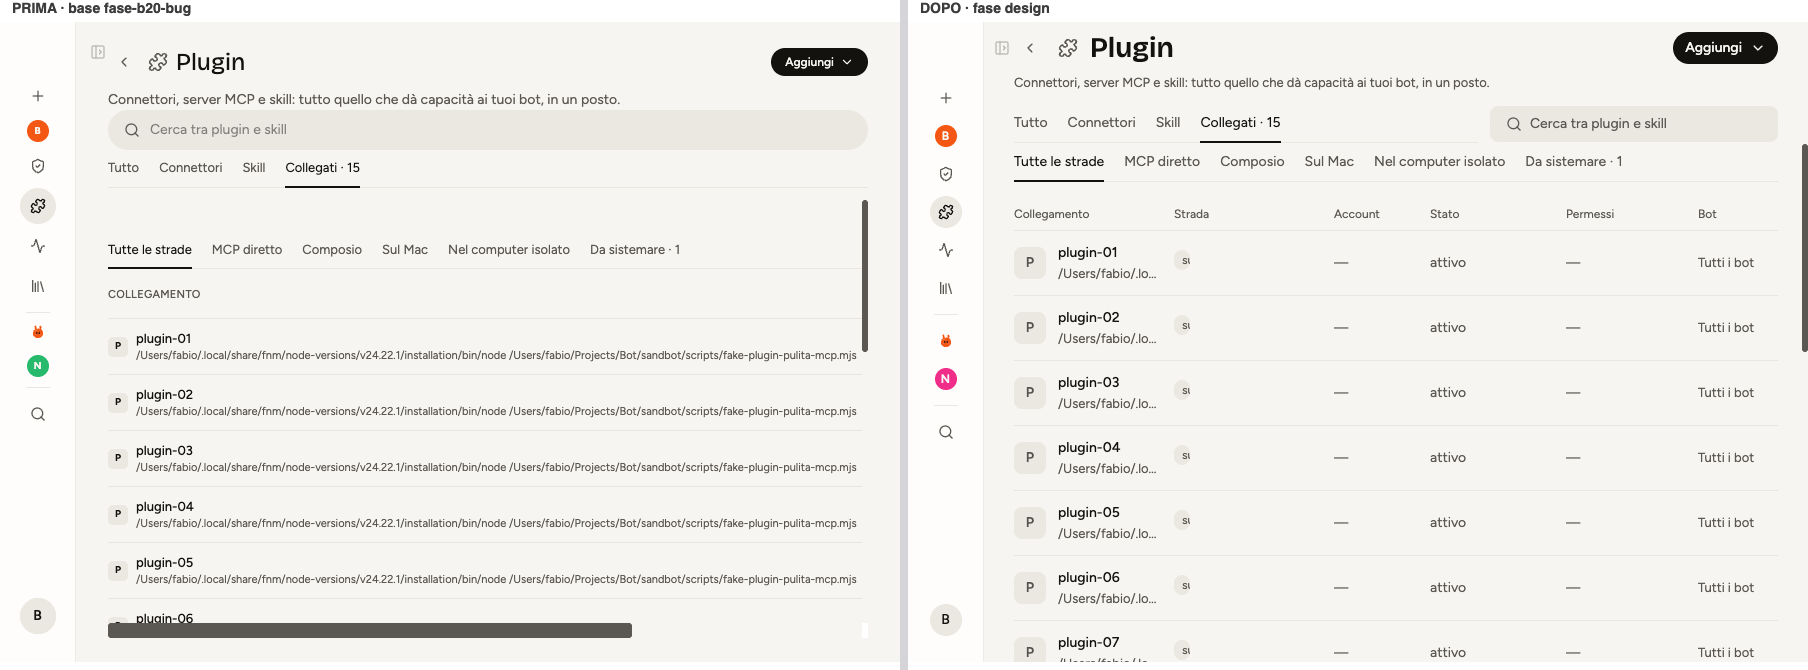 PRIMA · base fase-b20-bug
Plugin
Aggiungi
Connettori, server MCP e skill: tutto quello che dà capacità ai tuoi bot, in un posto.
Cerca tra plugin e skill
Tutto Connettori Skill Collegati · 15
Tutte le strade MCP diretto Composio Sul Mac Nel computer isolato Da sistemare · 1
COLLEGAMENTO
P plugin-01
/Users/fabio/.local/share/fnm/node-versions/v24.22.1/installation/bin/node /Users/fabio/Projects/Bot/sandbot/scripts/fake-plugin-pulita-mcp.mjs
P plugin-02
/Users/fabio/.local/share/fnm/node-versions/v24.22.1/installation/bin/node /Users/fabio/Projects/Bot/sandbot/scripts/fake-plugin-pulita-mcp.mjs
P plugin-03
/Users/fabio/.local/share/fnm/node-versions/v24.22.1/installation/bin/node /Users/fabio/Projects/Bot/sandbot/scripts/fake-plugin-pulita-mcp.mjs
P plugin-04
/Users/fabio/.local/share/fnm/node-versions/v24.22.1/installation/bin/node /Users/fabio/Projects/Bot/sandbot/scripts/fake-plugin-pulita-mcp.mjs
P plugin-05
/Users/fabio/.local/share/fnm/node-versions/v24.22.1/installation/bin/node /Users/fabio/Projects/Bot/sandbot/scripts/fake-plugin-pulita-mcp.mjs
plugin-06
B
N
B
DOPO · fase design
Plugin
Aggiungi
Connettori, server MCP e skill: tutto quello che dà capacità ai tuoi bot, in un posto.
Tutto Connettori Skill Collegati · 15
Cerca tra plugin e skill
Tutte le strade MCP diretto Composio Sul Mac Nel computer isolato Da sistemare · 1
Collegamento Strada Account Stato Permessi Bot
P plugin-01
/Users/fabio/.lo... — attivo — Tutti i bot
P plugin-02
/Users/fabio/.lo... — attivo — Tutti i bot
P plugin-03
/Users/fabio/.lo... — attivo — Tutti i bot
P plugin-04
/Users/fabio/.lo... — attivo — Tutti i bot
P plugin-05
/Users/fabio/.lo... — attivo — Tutti i bot
P plugin-06
/Users/fabio/.lo... — attivo — Tutti i bot
P plugin-07
— attivo — Tutti i bot
B
N
B